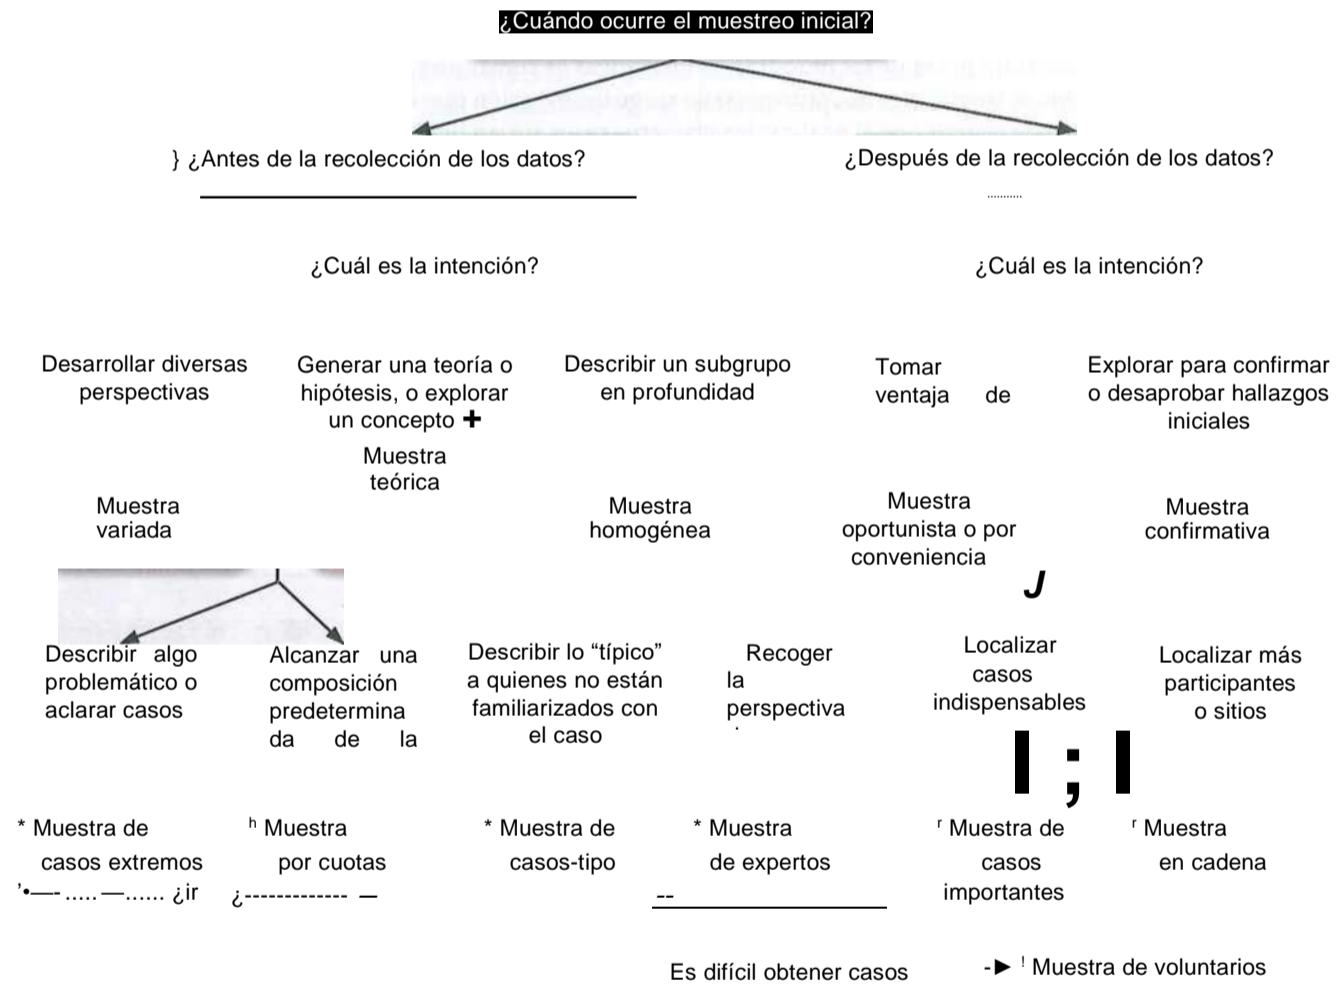 ¿Cuándo ocurre el muestreo inicial?
} ¿Antes de la recolección de los datos?
¿Después de la recolección de los datos?
¿Cuál es la intención?
¿Cuál es la intención?
Desarrollar diversas
perspectivas
Generar una teoría o
hipótesis, o explorar
un concepto +
Muestra
teórica
Describir un subgrupo
en profundidad
Tomar
ventaja de
Explorar para confirmar
o desaprobar hallazgos
iniciales
Muestra
variada
Muestra
homogénea
Muestra
oportunista o por
conveniencia
J
Muestra
confirmativa
Describir algo
problemático o
aclarar casos
Alcanzar una
composición
predetermina
da de la
Describir lo “típico”
a quienes no están
familiarizados con
el caso
Recoger
la
perspectiva
Localizar
casos
indispensables
I ; I
Localizar más
participantes
o sitios
* Muestra de
casos extremos
’•—- ..... —...... ¿ir
h Muestra
por cuotas
¿------------- —
* Muestra de
casos-tipo
* Muestra
de expertos
--
r Muestra de
casos
importantes
r Muestra
en cadena
Es difícil obtener casos
-► ! Muestra de voluntarios